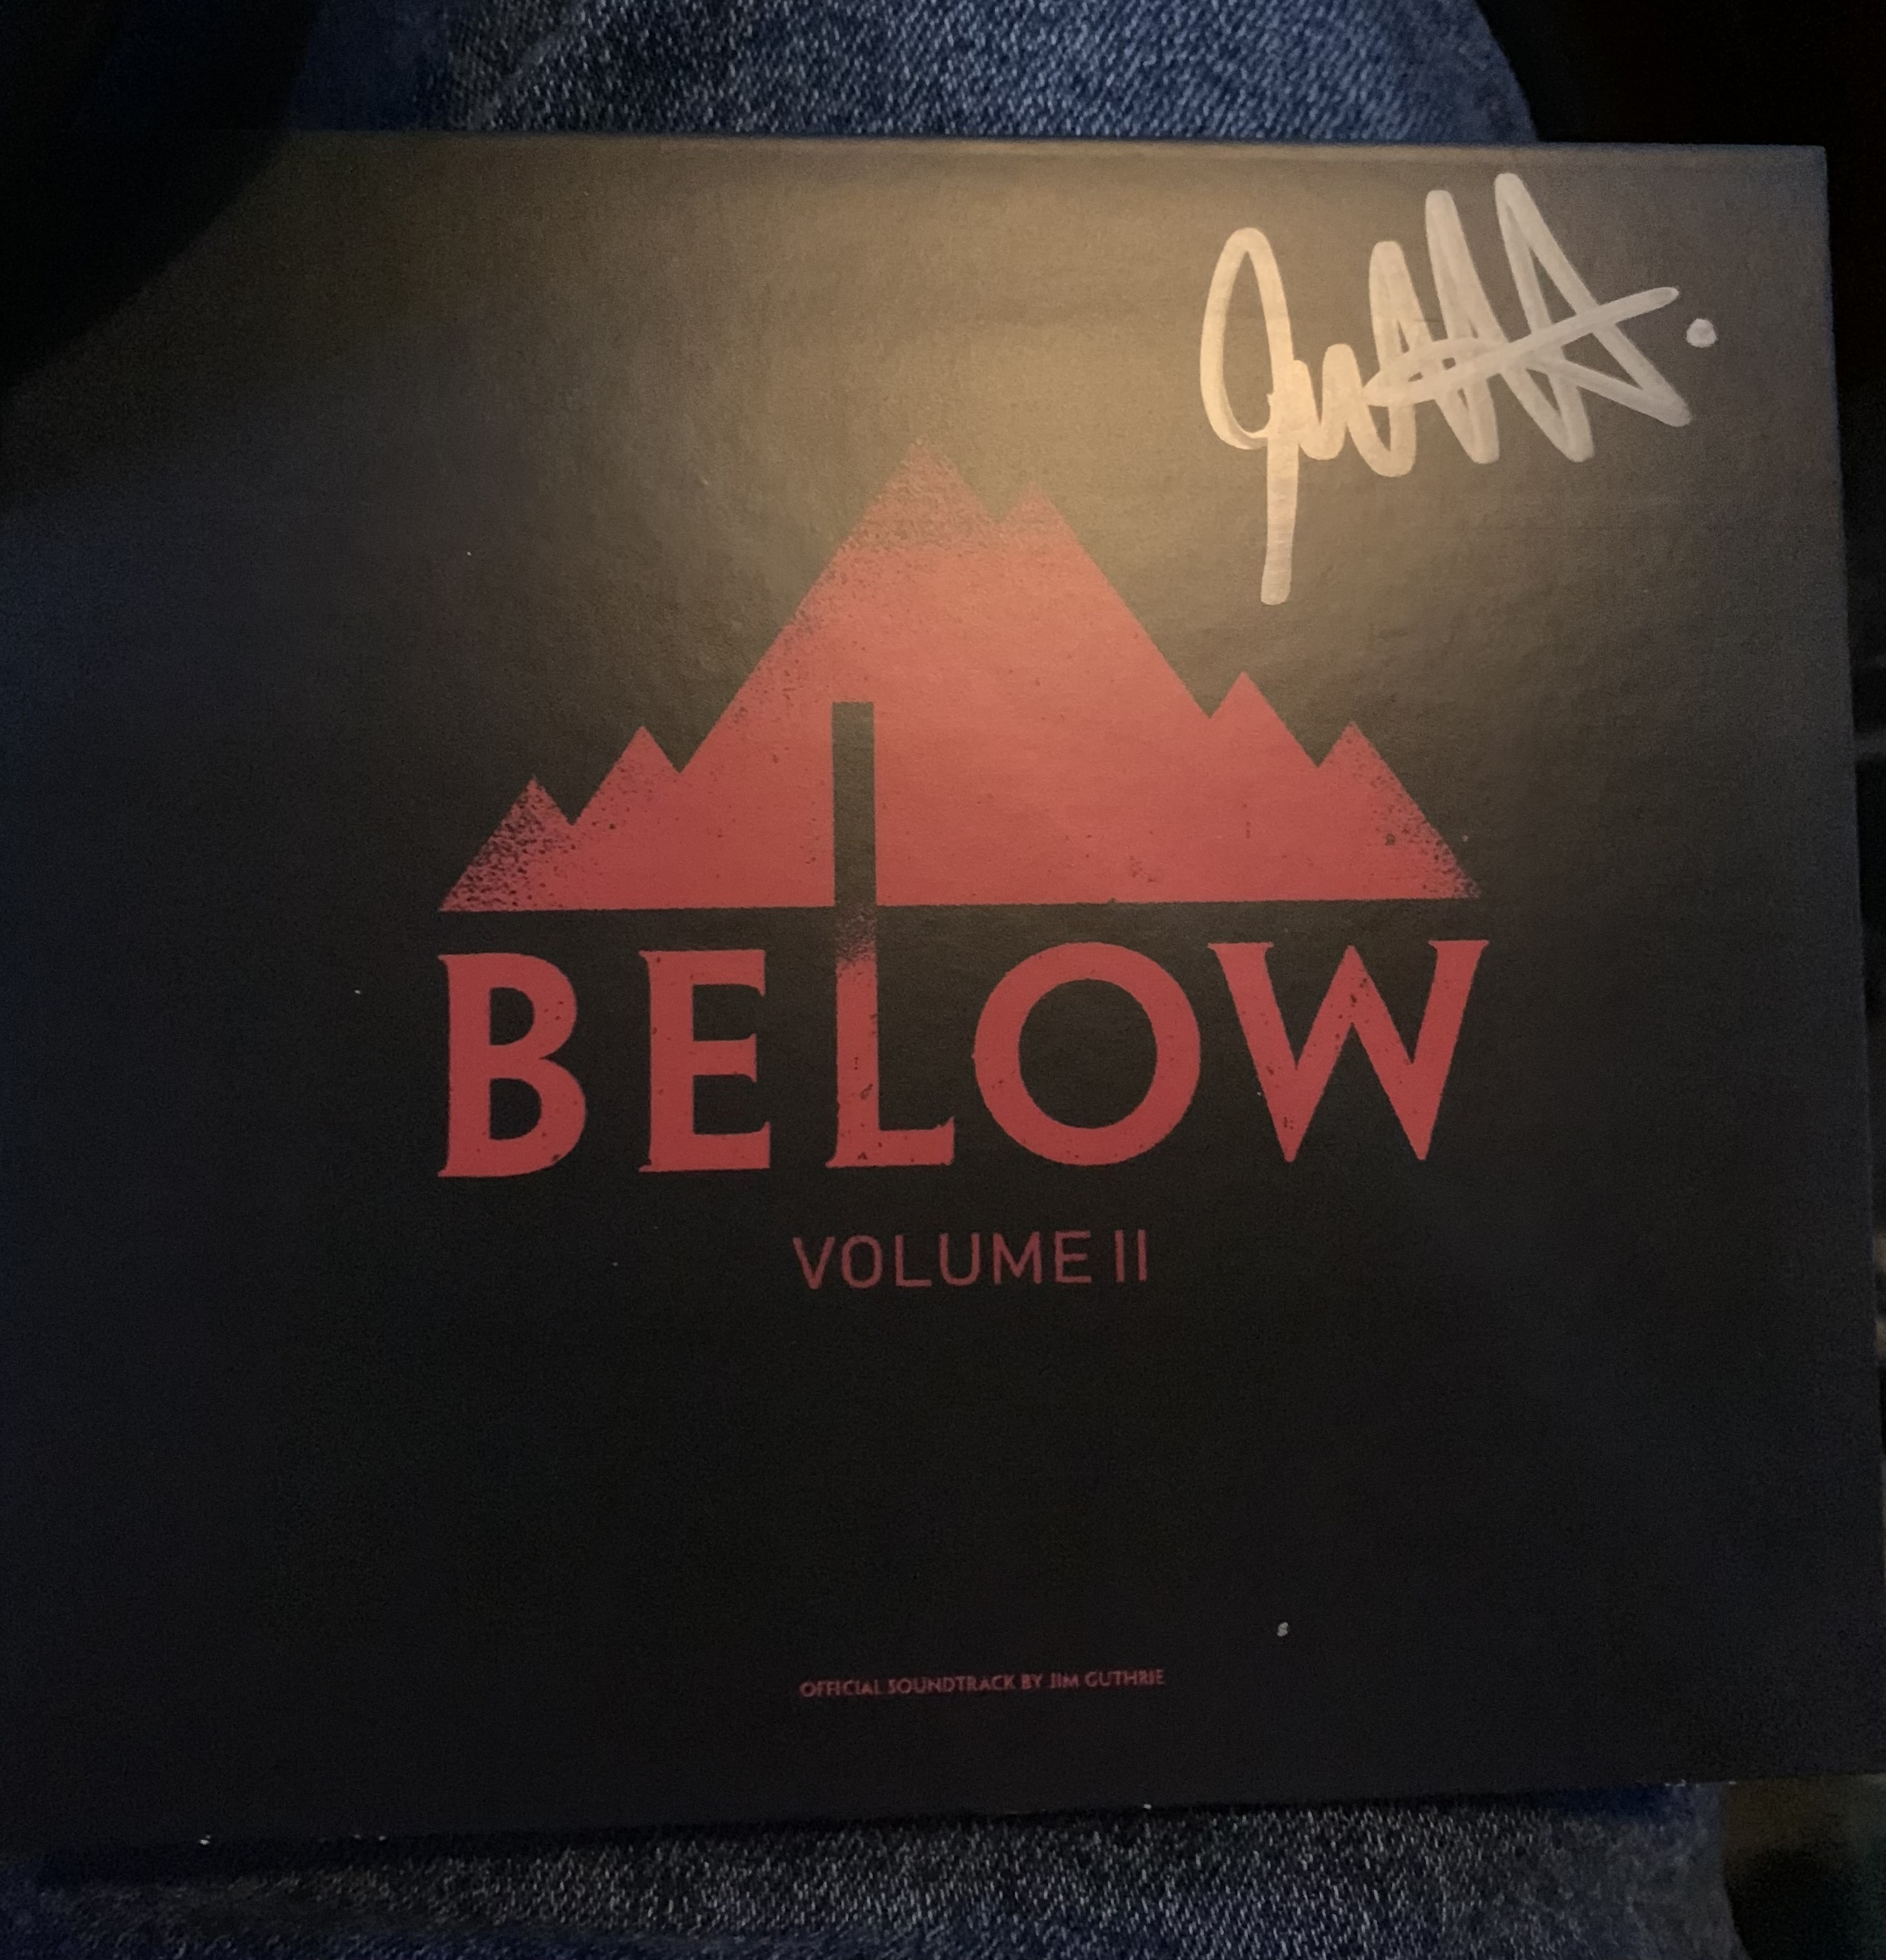 BELOW
VOLUME II
OFFICIAL SOUNDTRACK BY JIM GUTHRIE